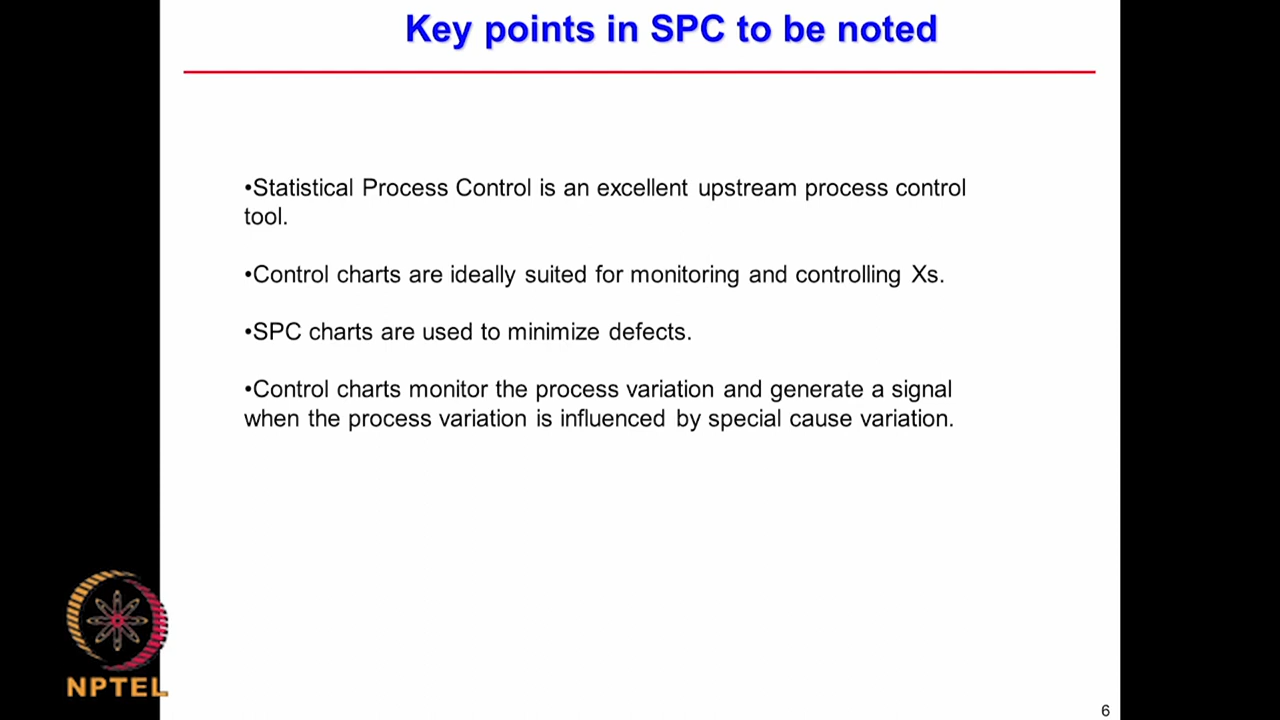 Key points in SPC to be noted
•Statistical Process Control is an excellent upstream process control
tool.
•Control charts are ideally suited for monitoring and controlling Xs.
•SPC charts are used to minimize defects.
•Control charts monitor the process variation and generate a signal
when the process variation is influenced by special cause variation.
NPTEL
6